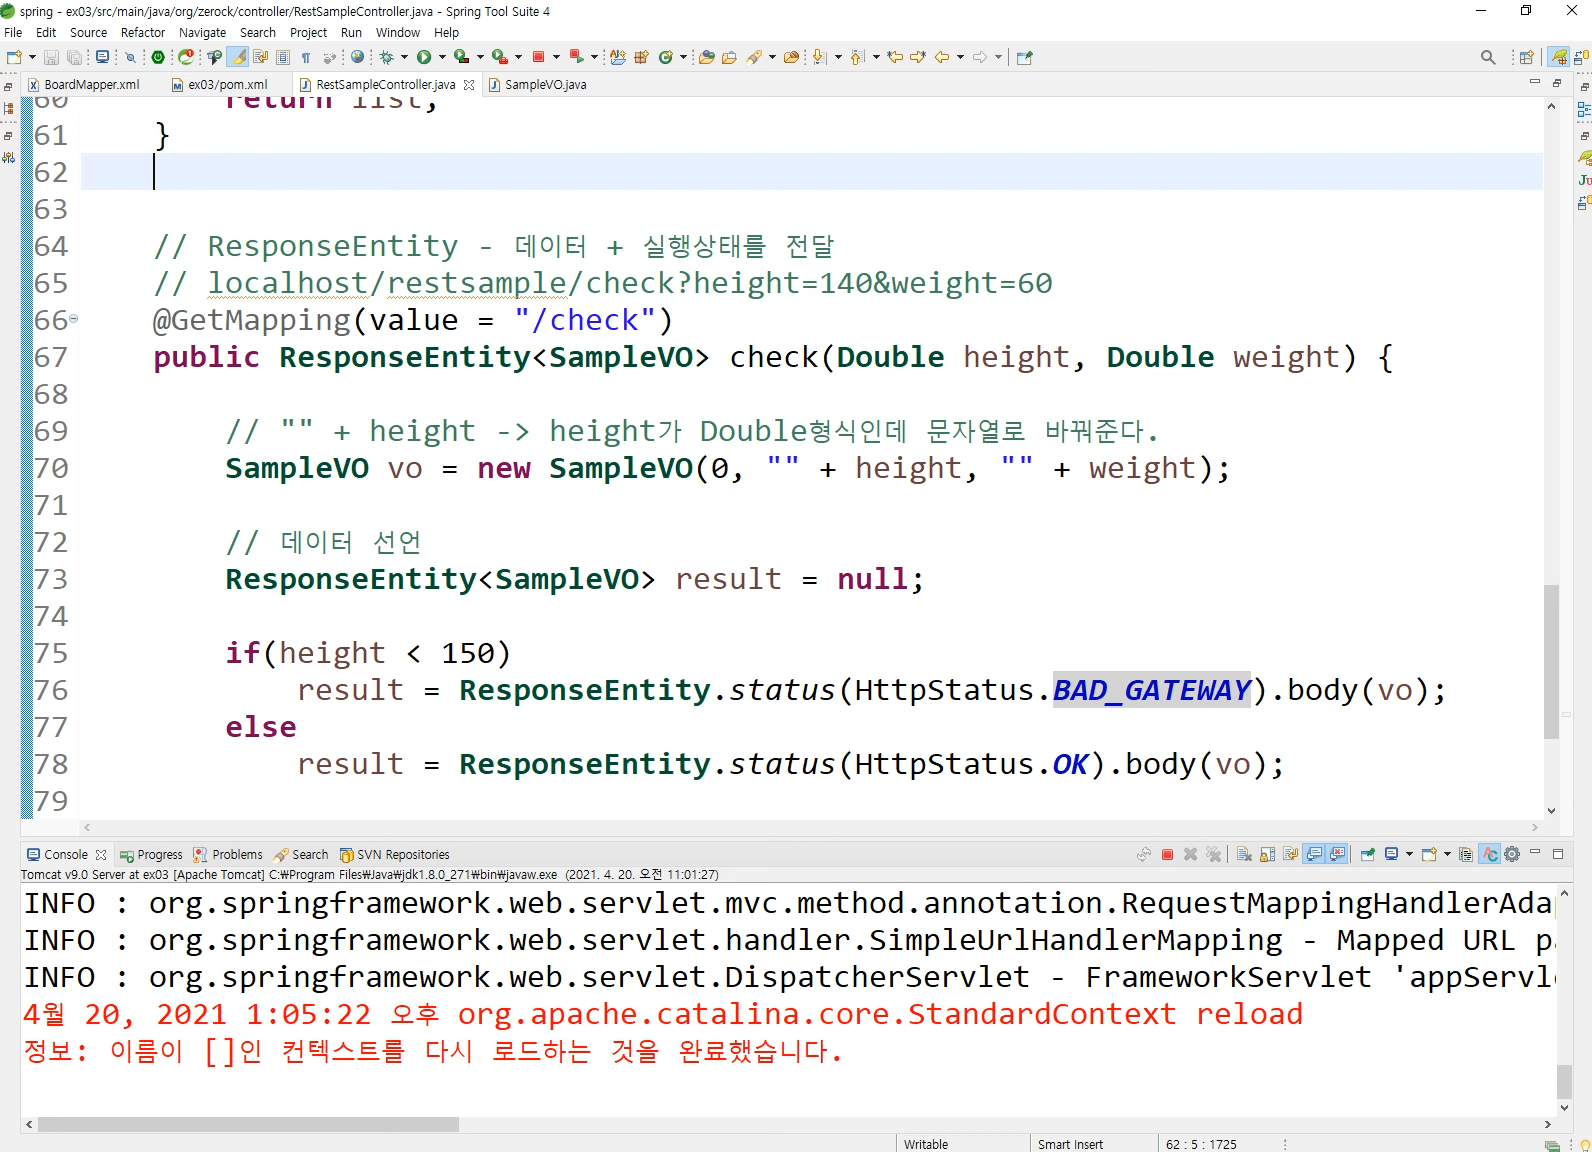 spring - ex03/src/main/java/org/zerock/controller/RestSampleController.java - Spring Tool Suite 4
File Edit Source Refactor Navigate Search Project Run Window Help
BoardMapper.xml ex03/pom.xml RestSampleController.java SampleVO.java
60 return list;
61 }
62
63
64 // ResponseEntity - 데이터 + 실행상태를 전달
65 // localhost/restsample/check?height=140&weight=60
66 @GetMapping(value = "/check")
67 public ResponseEntity<SampleVO> check(Double height, Double weight) {
68
69 // "" + height -> height가 Double형식인데 문자열로 바꿔준다.
70 SampleVO vo = new SampleVO(0, "" + height, "" + weight);
71
72 // 데이터 선언
73 ResponseEntity<SampleVO> result = null;
74
75 if(height < 150)
76 result = ResponseEntity.status(HttpStatus.BAD_GATEWAY).body(vo);
77 else
78 result = ResponseEntity.status(HttpStatus.OK).body(vo);
79
Console Progress Problems Search SVN Repositories
Tomcat v9.0 Server at ex03 [Apache Tomcat] C:₩Program Files₩Java₩jdk1.8.0_271₩bin₩javaw.exe (2021. 4. 20. 오전 11:01:27)
INFO : org.springframework.web.servlet.mvc.method.annotation.RequestMappingHandlerAda
INFO : org.springframework.web.servlet.handler.SimpleUrlHandlerMapping - Mapped URL p
INFO : org.springframework.web.servlet.DispatcherServlet - FrameworkServlet 'appServl
4월 20, 2021 1:05:22 오후 org.apache.catalina.core.StandardContext reload
정보: 이름이 []인 컨텍스트를 다시 로드하는 것을 완료했습니다.
Writable Smart Insert 62 : 5 : 1725